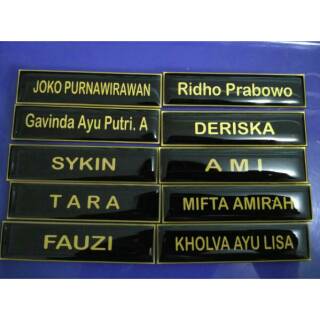 JOKO PURNAWIRAWAN
Ridho Prabowo
Gavinda Ayu Putri. A
DERISKA
SYKIN
A M I
T A R A
MIFTA AMIRAH
FAUZI
KHOLVA AYU LISA